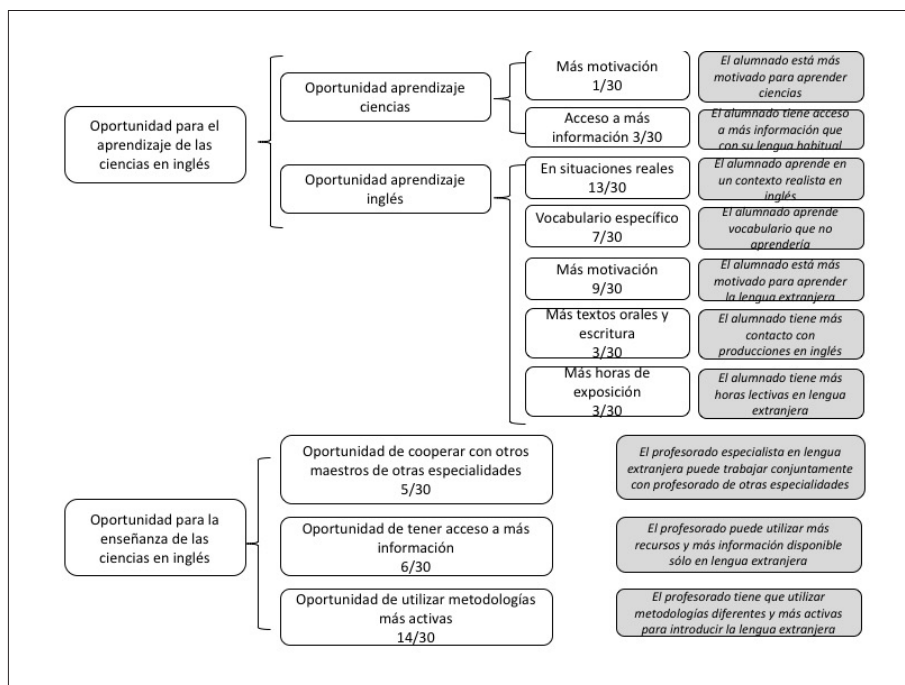 Oportunidad para el
aprendizaje de las
ciencias en inglés
Oportunidad aprendizaje
ciencias
Más motivación
1/30
El alumnado está más
motivado para aprender
ciencias
Acceso a más
información 3/30
El alumnado tiene acceso
a más información que
con su lengua habitual
Oportunidad aprendizaje
inglés
En situaciones reales
13/30
El alumnado aprende en
un contexto realista en
inglés
Vocabulario específico
7/30
El alumnado aprende
vocabulario que no
aprendería
Más motivación
9/30
El alumnado está más
motivado para aprender
la lengua extranjera
Más textos orales y
escritura
3/30
El alumnado tiene más
contacto con
producciones en inglés
Más horas de
exposición
3/30
El alumnado tiene más
horas lectivas en lengua
extranjera
Oportunidad para la
enseñanza de las
ciencias en inglés
Oportunidad de cooperar con otros
maestros de otras especialidades
5/30
El profesorado especialista en lengua
extranjera puede trabajar conjuntamente
con profesorado de otras especialidades
Oportunidad de tener acceso a más
información
6/30
El profesorado puede utilizar más
recursos y más información disponible
sólo en lengua extranjera
Oportunidad de utilizar metodologías
más activas
14/30
El profesorado tiene que utilizar
metodologías diferentes y más activas
para introducir la lengua extranjera